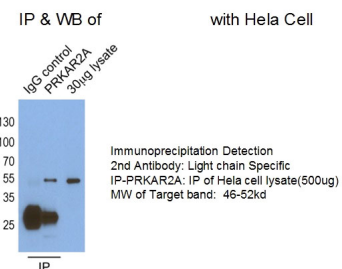 IP & WB of with Hela Cell
IgG control
PRKAR2A
30µg lysate
130
100
70
55
35
25
Immunoprecipitation Detection
2nd Antibody: Light chain Specific
IP-PRKAR2A: IP of Hela cell lysate(500ug)
MW of Target band: 46-52kd
IP